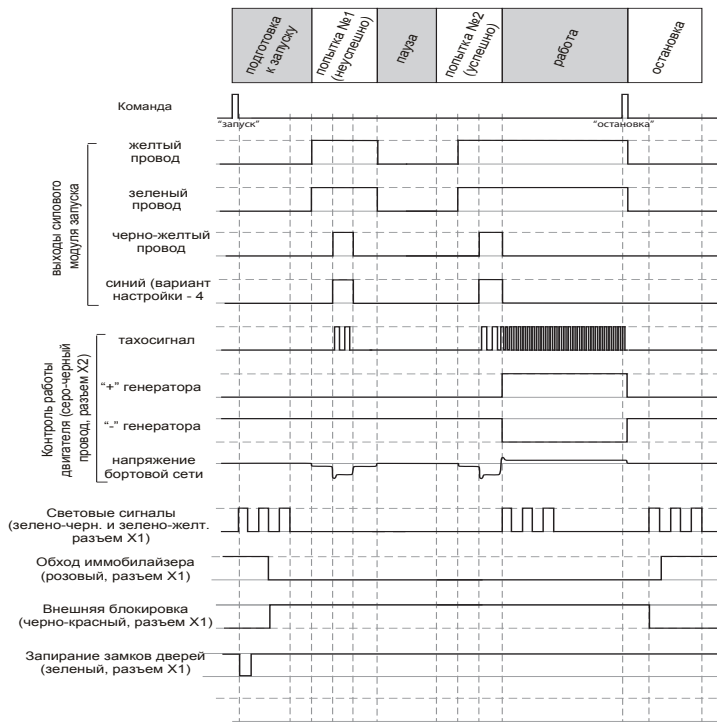 подготовка
к запуску
попытка №1
(неуспешно)
пауза
попытка №2
(успешно)
работа
остановка
Команда
"запуск"
"остановка"
выходы силового
модуля запуска
желтый
провод
зеленый
провод
черно-желтый
провод
синий (вариант
настройки - 4
Контроль работы
двигателя (серо-черный
провод, разъем X2)
тахосигнал
"+" генератора
"-" генератора
напряжение
бортовой сети
Световые сигналы
(зелено-черн. и зелено-желт.
разъем X1)
Обход иммобилайзера
(розовый, разъем X1)
Внешняя блокировка
(черно-красный, разъем X1)
Запирание замков дверей
(зеленый, разъем X1)